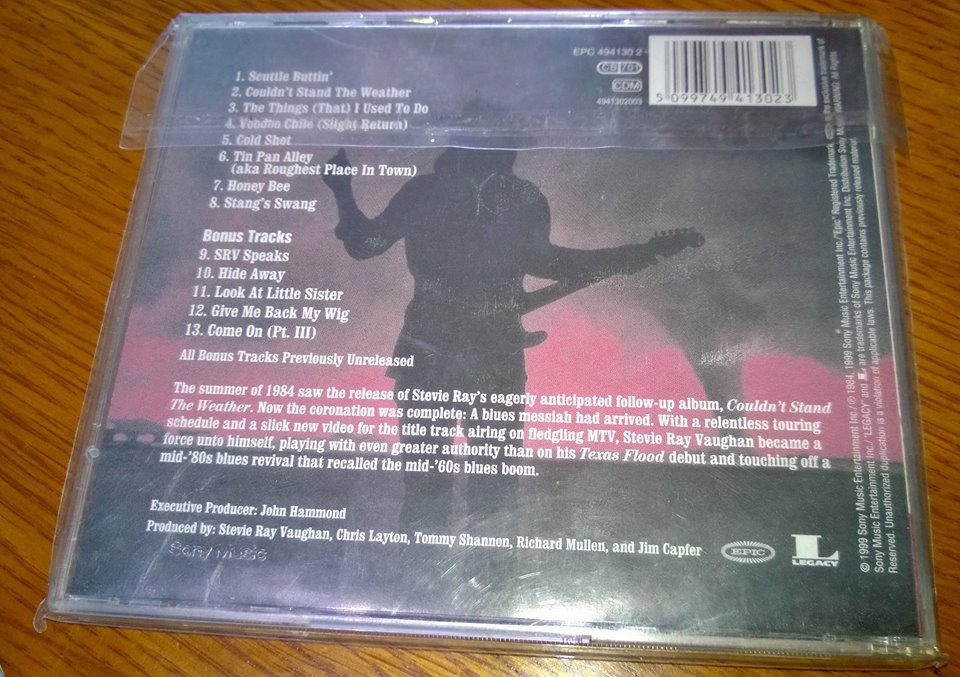 EPC 494130 2
CB 761
CDM
4941302003
5 099749 413023
1. Scuttle Buttin'
2. Couldn't Stand The Weather
3. The Things (That) I Used To Do
4. Voodoo Chile (Slight Return)
5. Cold Shot
6. Tin Pan Alley
(aka Roughest Place In Town)
7. Honey Bee
8. Stang's Swang
Bonus Tracks
9. SRV Speaks
10. Hide Away
11. Look At Little Sister
12. Give Me Back My Wig
13. Come On (Pt. III)
All Bonus Tracks Previously Unreleased
The summer of 1984 saw the release of Stevie Ray's eagerly anticipated follow-up album, Couldn't Stand
The Weather. Now the coronation was complete: A blues messiah had arrived. With a relentless touring
schedule and a slick new video for the title track airing on fledgling MTV, Stevie Ray Vaughan became a
force unto himself, playing with even greater authority than on his Texas Flood debut and touching off a
mid-'80s blues revival that recalled the mid-'60s blues boom.
Executive Producer: John Hammond
Produced by: Stevie Ray Vaughan, Chris Layton, Tommy Shannon, Richard Mullen, and Jim Capfer
Sony Music
EPIC
L
LEGACY
© 1999 Sony Music Entertainment Inc./℗ 1984, 1999 Sony Music Entertainment Inc./"Epic" Registered Trademark, is the exclusive trademark of
Sony Music Entertainment Inc./"LEGACY" and L are trademarks of Sony Music Entertainment Inc. Distribution Sony Music/WARNING: All Rights
Reserved. Unauthorized duplication is a violation of applicable laws. This package contains previously released material.